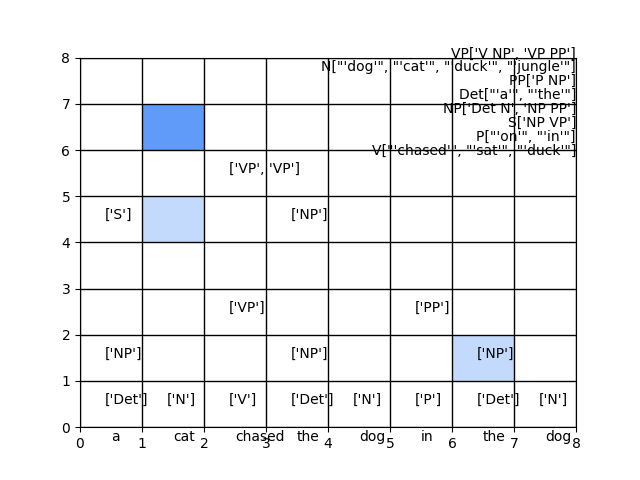 VP['V NP', 'VP PP']
8
N["'dog'", "'cat'", "'duck'", "'jungle'"]
PP['P NP']
Det["'a'", "'the'"]
7
NP['Det N', 'NP PP']
S['NP VP']
P["'on'", "'in'"]
6
V["'chased'", "'sat'", "'duck'"]
['VP', 'VP']
5
['S']
['NP']
4
3
['VP']
['PP']
2
['NP']
['NP']
['NP']
1
['Det']
['N']
['V']
['Det']
['N']
['P']
['Det']
['N']
0
a cat chased the dog in the dog
0 1 2 3 4 5 6 7 8